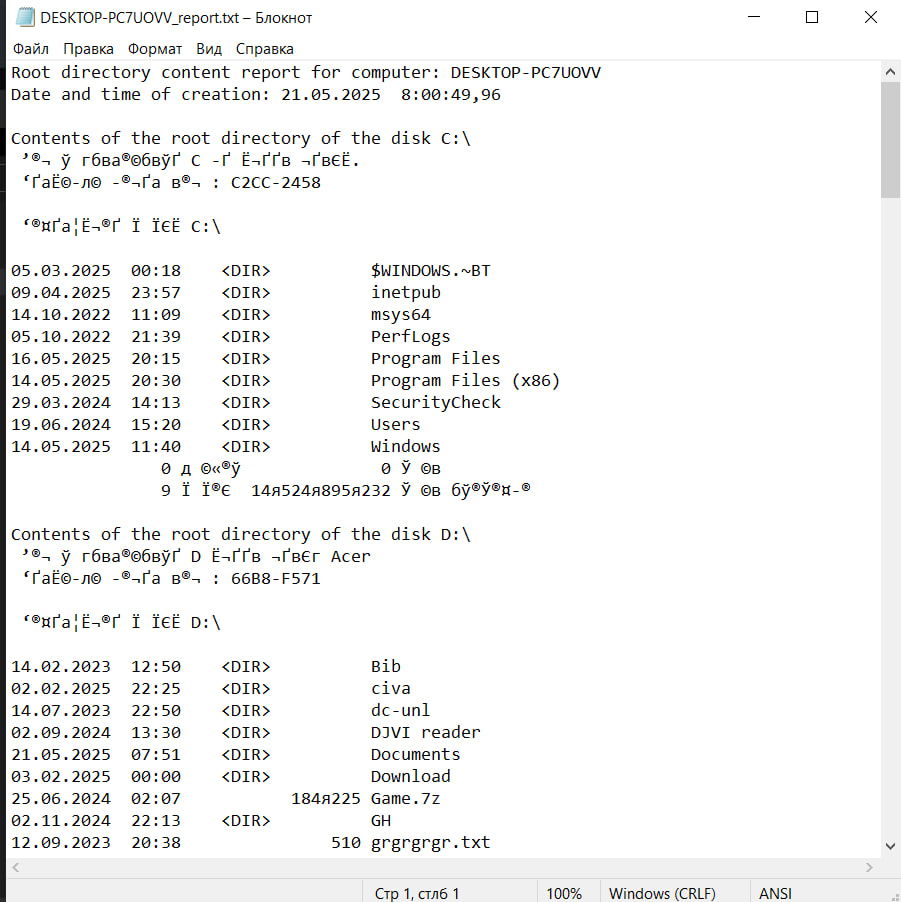 DESKTOP-PC7UOVV_report.txt – Блокнот
Файл Правка Формат Вид Справка
Root directory content report for computer: DESKTOP-PC7UOVV
Date and time of creation: 21.05.2025  8:00:49,96
Contents of the root directory of the disk C:\
’®¬ ў гбва®©бвўҐ C -Ґ Ё¬ҐҐв ¬ҐвЄЁ.
‘ҐаЁ©-л© -®¬Ґа в®¬ : C2CC-2458
‘®¤Ґа¦Ё¬®Ґ Ї ЇЄЁ C:\
05.03.2025  00:18    <DIR>          $WINDOWS.~BT
09.04.2025  23:57    <DIR>          inetpub
14.10.2022  11:09    <DIR>          msys64
05.10.2022  21:39    <DIR>          PerfLogs
16.05.2025  20:15    <DIR>          Program Files
14.05.2025  20:30    <DIR>          Program Files (x86)
29.03.2024  14:13    <DIR>          SecurityCheck
19.06.2024  15:20    <DIR>          Users
14.05.2025  11:40    <DIR>          Windows
0 д ©«®ў              0 Ў ©в
9 Ї Ї®Є  14я524я895я232 Ў ©в бў®Ў®¤-®
Contents of the root directory of the disk D:\
’®¬ ў гбва®©бвўҐ D Ё¬ҐҐв ¬ҐвЄг Acer
‘ҐаЁ©-л© -®¬Ґа в®¬ : 66B8-F571
‘®¤Ґа¦Ё¬®Ґ Ї ЇЄЁ D:\
14.02.2023  12:50    <DIR>          Bib
02.02.2025  22:25    <DIR>          civa
14.07.2023  22:50    <DIR>          dc-unl
02.09.2024  13:30    <DIR>          DJVI reader
21.05.2025  07:51    <DIR>          Documents
03.02.2025  00:00    <DIR>          Download
25.06.2024  02:07           184я225 Game.7z
02.11.2024  22:13    <DIR>          GH
12.09.2023  20:38               510 grgrgrgr.txt
Стр 1, стлб 1 100% Windows (CRLF) ANSI